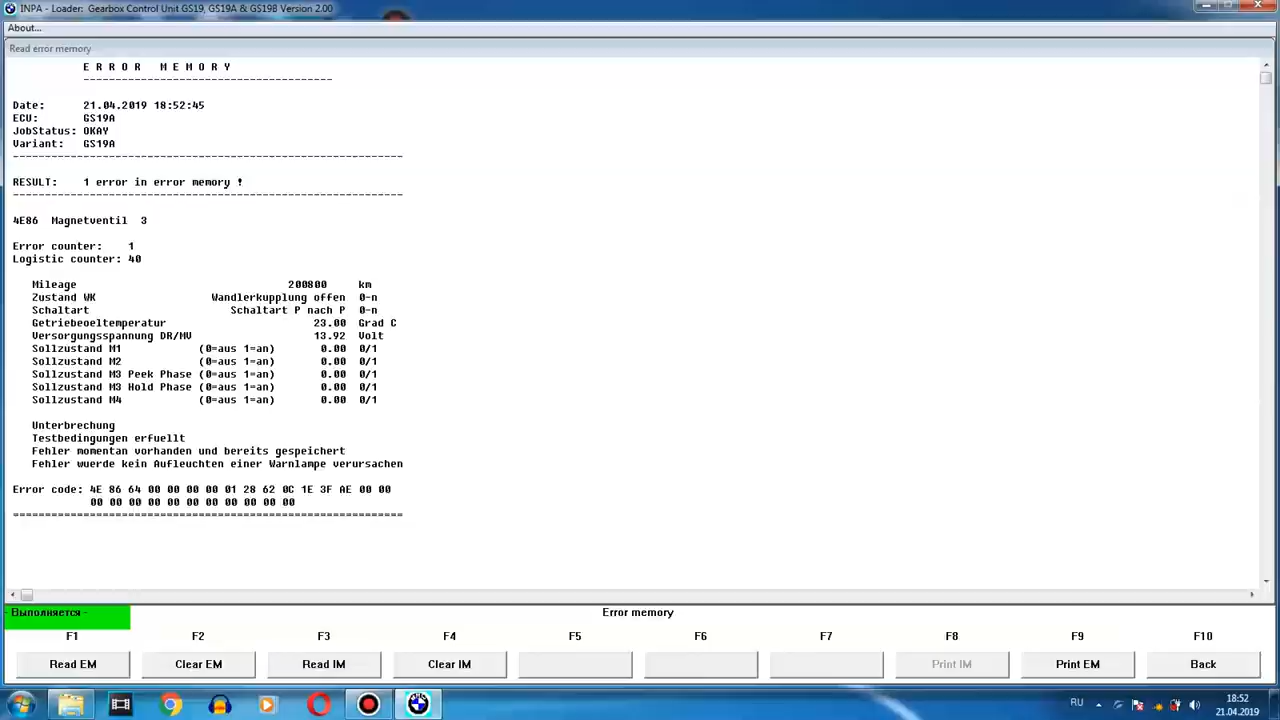 INPA - Loader: Gearbox Control Unit GS19, GS19A & GS19B Version 2.00
About...
Read error memory
E R R O R   M E M O R Y
---------------------------------------
Date:      21.04.2019 18:52:45
ECU:       GS19A
JobStatus: OKAY
Variant:   GS19A
-------------------------------------------------------------
RESULT:    1 error in error memory !
-------------------------------------------------------------
4E86  Magnetventil  3
Error counter:    1
Logistic counter: 40
Mileage                                 200800     km
Zustand WK                  Wandlerkupplung offen  0-n
Schaltart                      Schaltart P nach P  0-n
Getriebeoeltemperatur                       23.00  Grad C
Versorgungsspannung DR/MV                   13.92  Volt
Sollzustand M1            (0=aus 1=an)       0.00  0/1
Sollzustand M2            (0=aus 1=an)       0.00  0/1
Sollzustand M3 Peek Phase (0=aus 1=an)       0.00  0/1
Sollzustand M3 Hold Phase (0=aus 1=an)       0.00  0/1
Sollzustand M4            (0=aus 1=an)       0.00  0/1
Unterbrechung
Testbedingungen erfuellt
Fehler momentan vorhanden und bereits gespeichert
Fehler wuerde kein Aufleuchten einer Warnlampe verursachen
Error code: 4E 86 64 00 00 00 00 01 28 62 0C 1E 3F AE 00 00
00 00 00 00 00 00 00 00 00 00 00
=============================================================
- Выполняется -
Error memory
F1 F2 F3 F4 F5 F6 F7 F8 F9 F10
Read EM Clear EM Read IM Clear IM Print IM Print EM Back
RU
18:52
21.04.2019